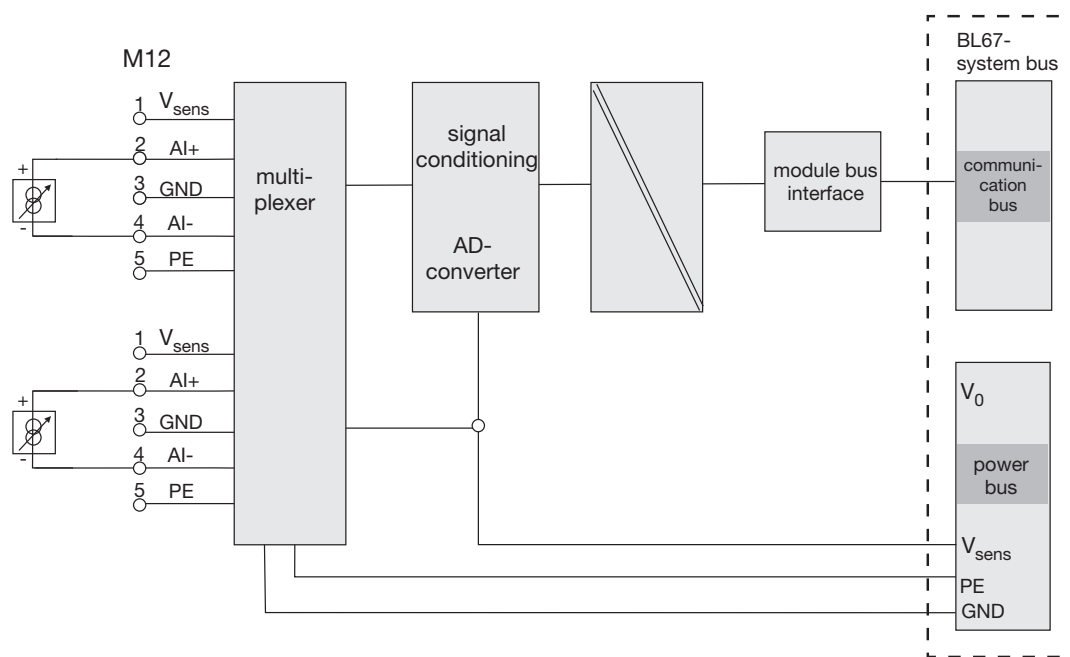 M12
BL67-
system bus
1 Vsens
2 AI+
3 GND
4 AI-
5 PE
+
-
multi-
plexer
signal
conditioning
AD-
converter
module bus
interface
communi-
cation
bus
1 Vsens
2 AI+
3 GND
4 AI-
5 PE
+
-
V0
power
bus
Vsens
PE
GND